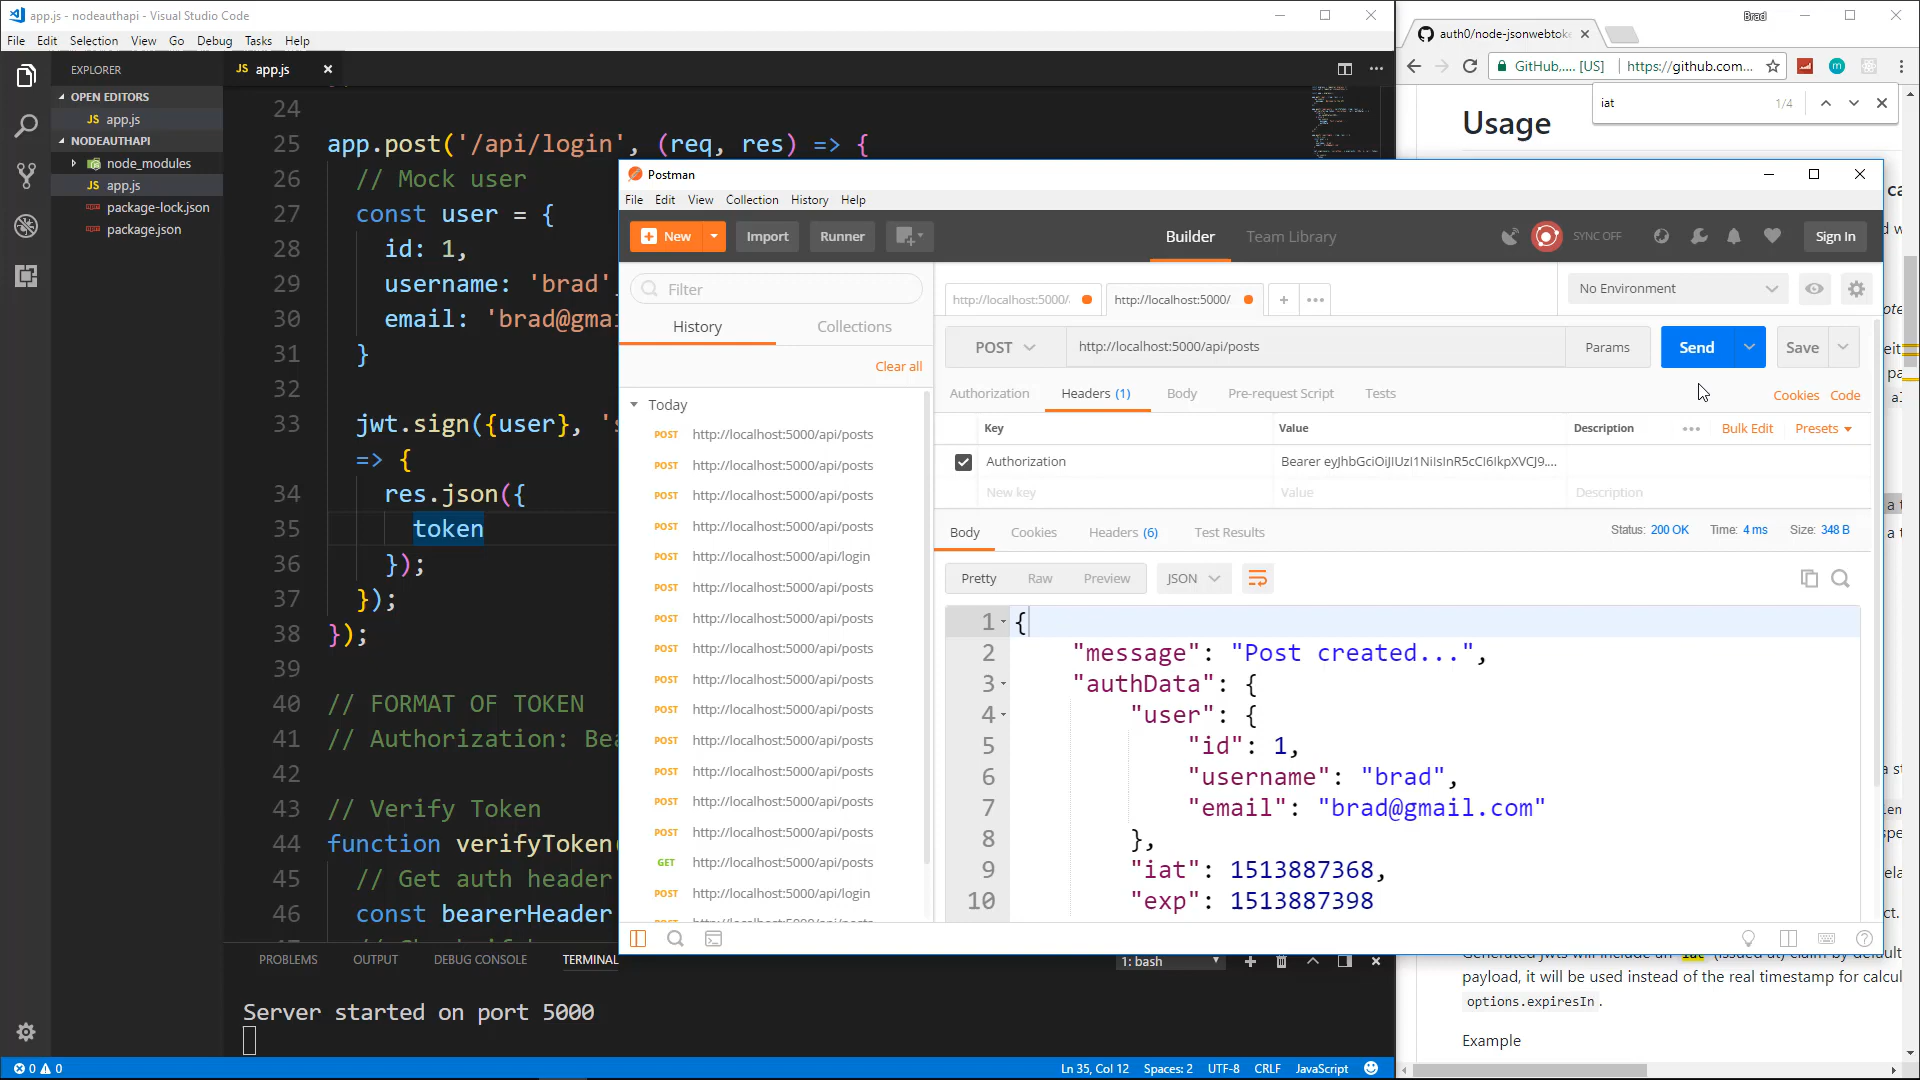 app.js - nodeauthapi - Visual Studio Code
File Edit Selection View Go Debug Tasks Help
EXPLORER
OPEN EDITORS
JS app.js
NODEAUTHAPI
node_modules
JS app.js
package-lock.json
package.json
JS app.js
24
25 app.post('/api/login', (req, res) => {
26 // Mock user
27 const user = {
28 id: 1,
29 username: 'brad'
30 email: 'brad@gmai
31 }
32
33 jwt.sign({user}, 's
=> {
34 res.json({
35 token
36 });
37 });
38 });
39
40 // FORMAT OF TOKEN
41 // Authorization: Bea
42
43 // Verify Token
44 function verifyToken(
45 // Get auth header
46 const bearerHeader
PROBLEMS OUTPUT DEBUG CONSOLE TERMINAL
1: bash
Server started on port 5000
0 0
Ln 35, Col 12 Spaces: 2 UTF-8 CRLF JavaScript
Postman
File Edit View Collection History Help
New Import Runner
Builder Team Library
SYNC OFF
Sign In
Filter
History Collections
Clear all
Today
POST http://localhost:5000/api/posts
POST http://localhost:5000/api/posts
POST http://localhost:5000/api/posts
POST http://localhost:5000/api/posts
POST http://localhost:5000/api/login
POST http://localhost:5000/api/posts
POST http://localhost:5000/api/posts
POST http://localhost:5000/api/posts
POST http://localhost:5000/api/posts
POST http://localhost:5000/api/posts
POST http://localhost:5000/api/posts
POST http://localhost:5000/api/posts
POST http://localhost:5000/api/posts
POST http://localhost:5000/api/posts
GET http://localhost:5000/api/posts
POST http://localhost:5000/api/login
http://localhost:5000/ http://localhost:5000/
No Environment
POST http://localhost:5000/api/posts Params Send Save
Authorization Headers (1) Body Pre-request Script Tests
Cookies Code
Key Value Description Bulk Edit Presets
Authorization Bearer eyJhbGciOiJIUzI1NiIsInR5cCI6IkpXVCJ9....
New key Value Description
Body Cookies Headers (6) Test Results
Status: 200 OK Time: 4 ms Size: 348 B
Pretty Raw Preview JSON
1 {
2 "message": "Post created...",
3 "authData": {
4 "user": {
5 "id": 1,
6 "username": "brad",
7 "email": "brad@gmail.com"
8 },
9 "iat": 1513887368,
10 "exp": 1513887398
Brad
auth0/node-jsonwebtoke
GitHub,.... [US] https://github.com...
iat 1/4
Usage
payload, it will be used instead of the real timestamp for calcul
options.expiresIn .
Example